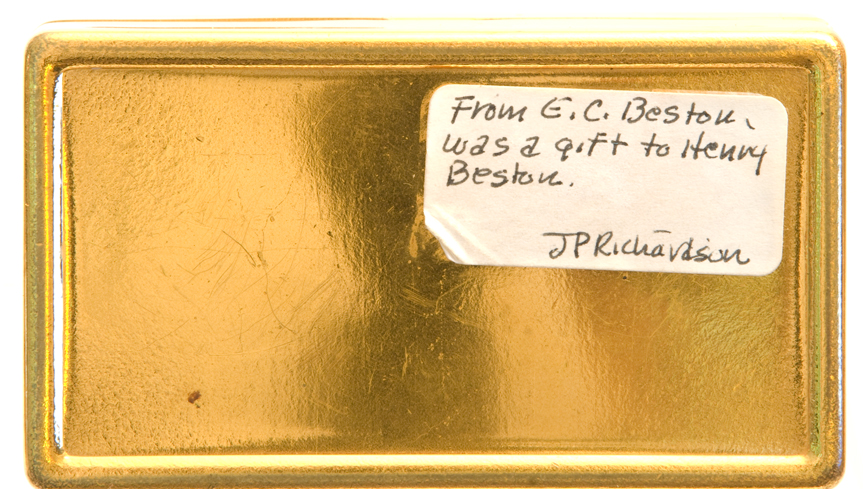 From E.C. Beston,
was a gift to Henry
Beston.
JPRichardson